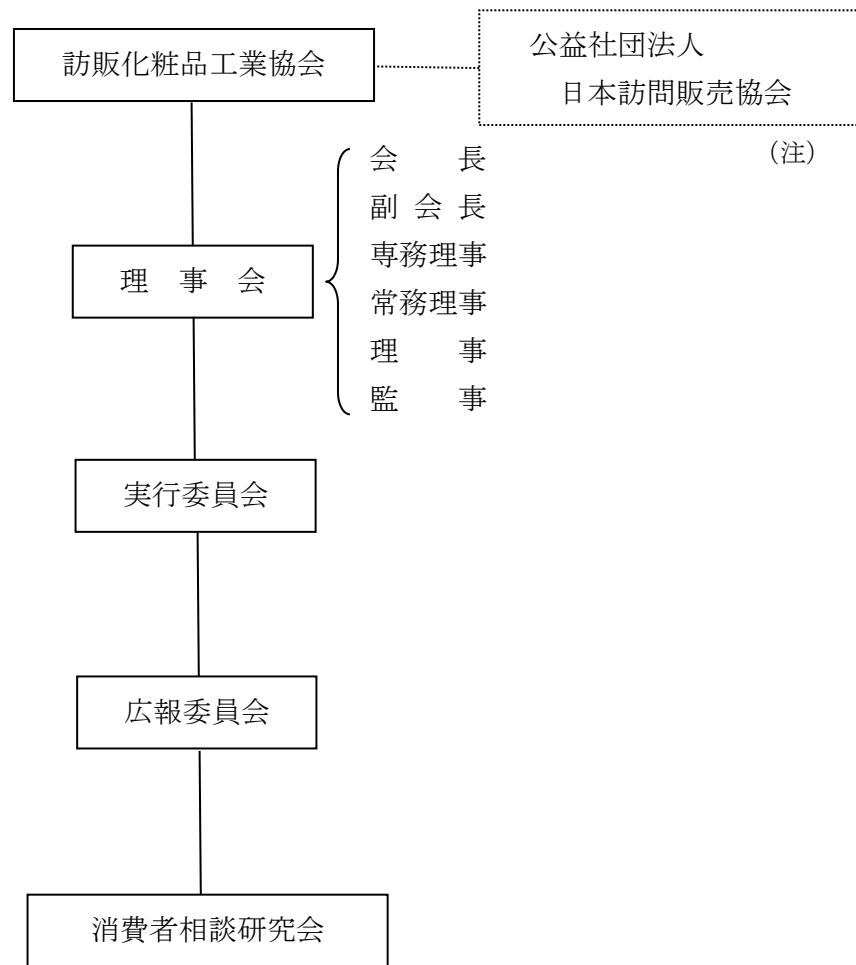 訪販化粧品工業協会
公益社団法人
日本訪問販売協会
（注）
会長
副会長
専務理事
常務理事
理事
監事
理事会
実行委員会
広報委員会
消費者相談研究会